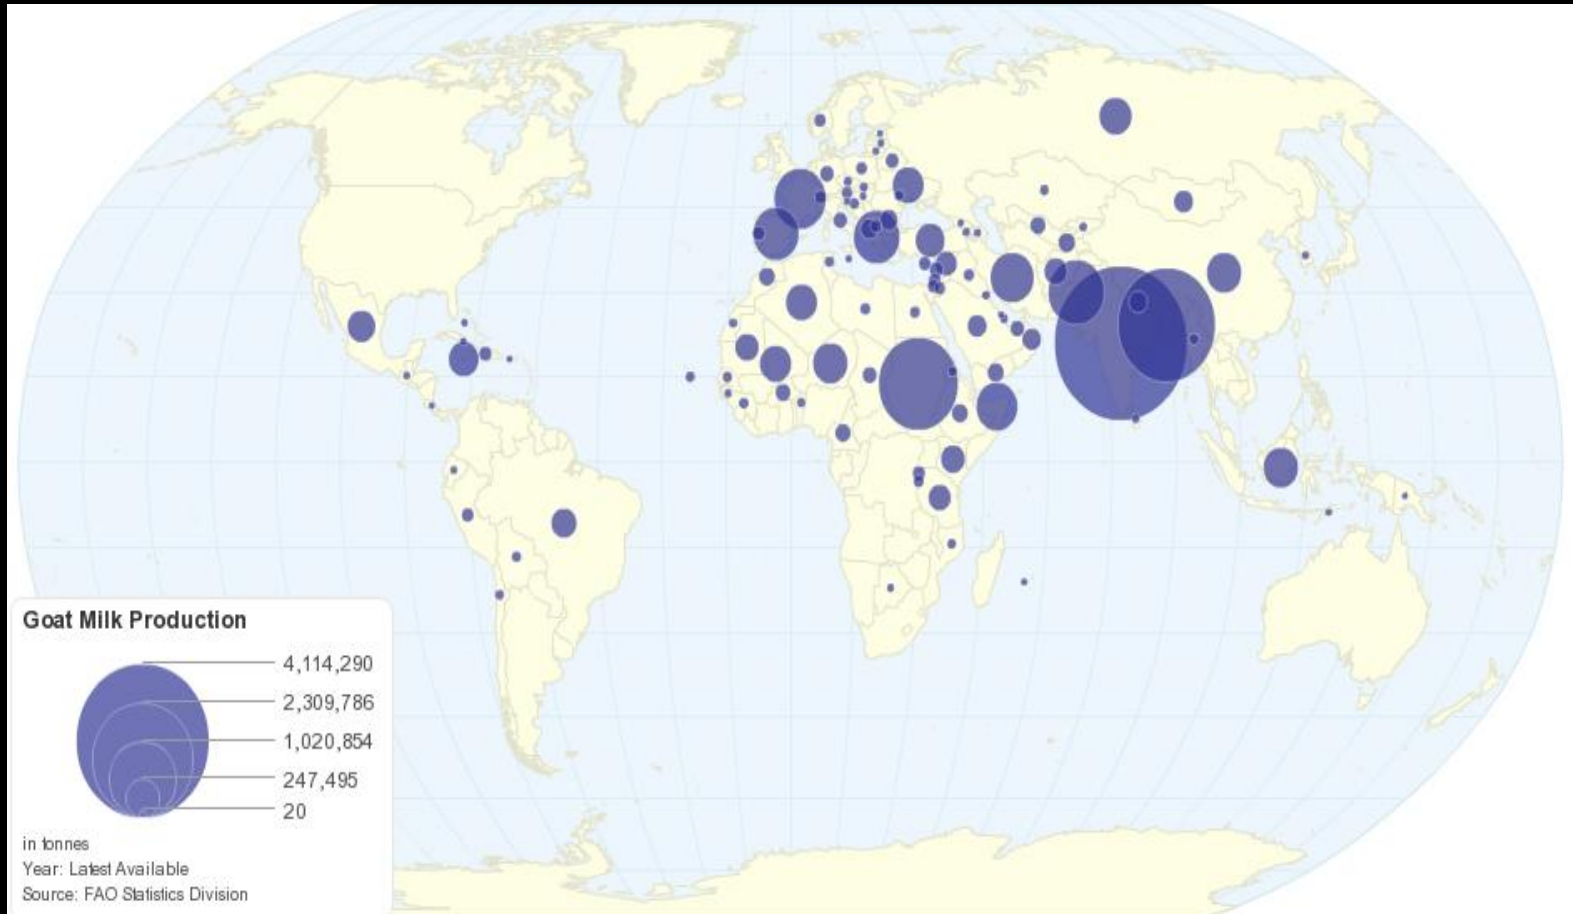 Goat Milk Production
4,114,290
2,309,786
1,020,854
247,495
20
in tonnes
Year: Latest Available
Source: FAO Statistics Division